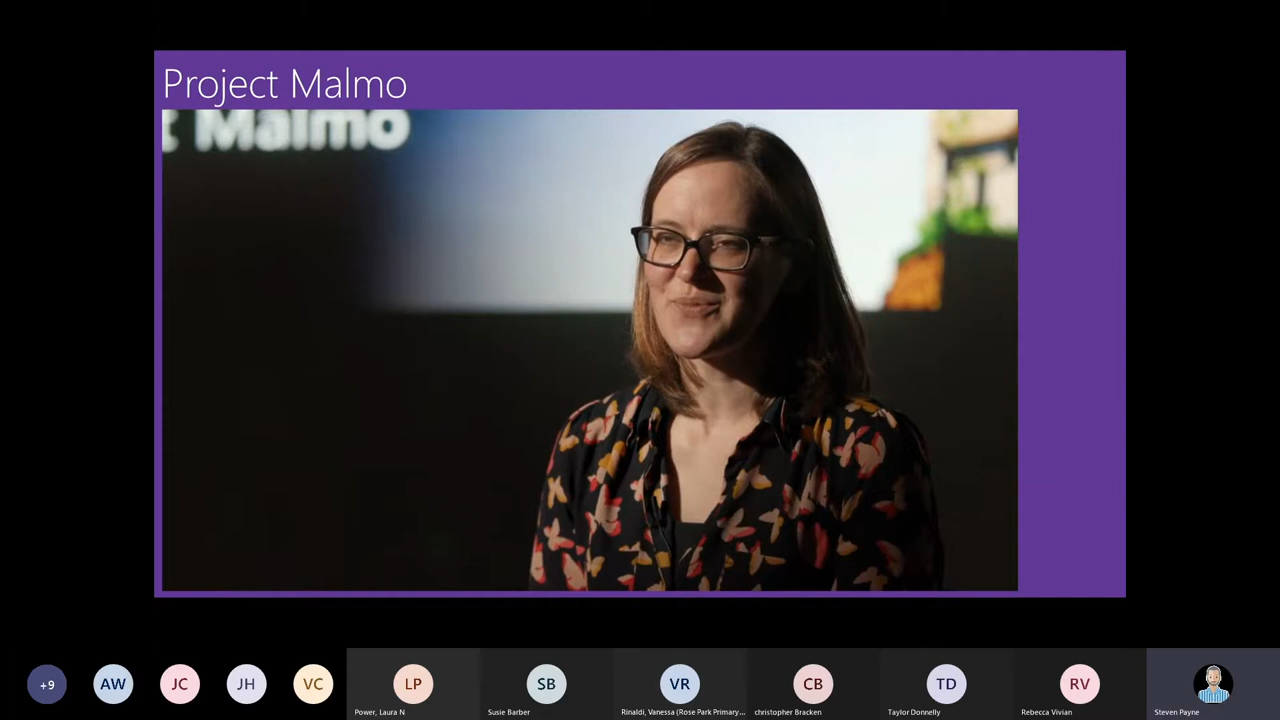 Project Malmo
t Malmo
+9
AW
JC
JH
VC
LP
SB
VR
CB
TD
RV
Power, Laura N
Susie Barber
Rinaldi, Vanessa (Rose Park Primary...
christopher Bracken
Taylor Donnelly
Rebecca Vivian
Steven Payne